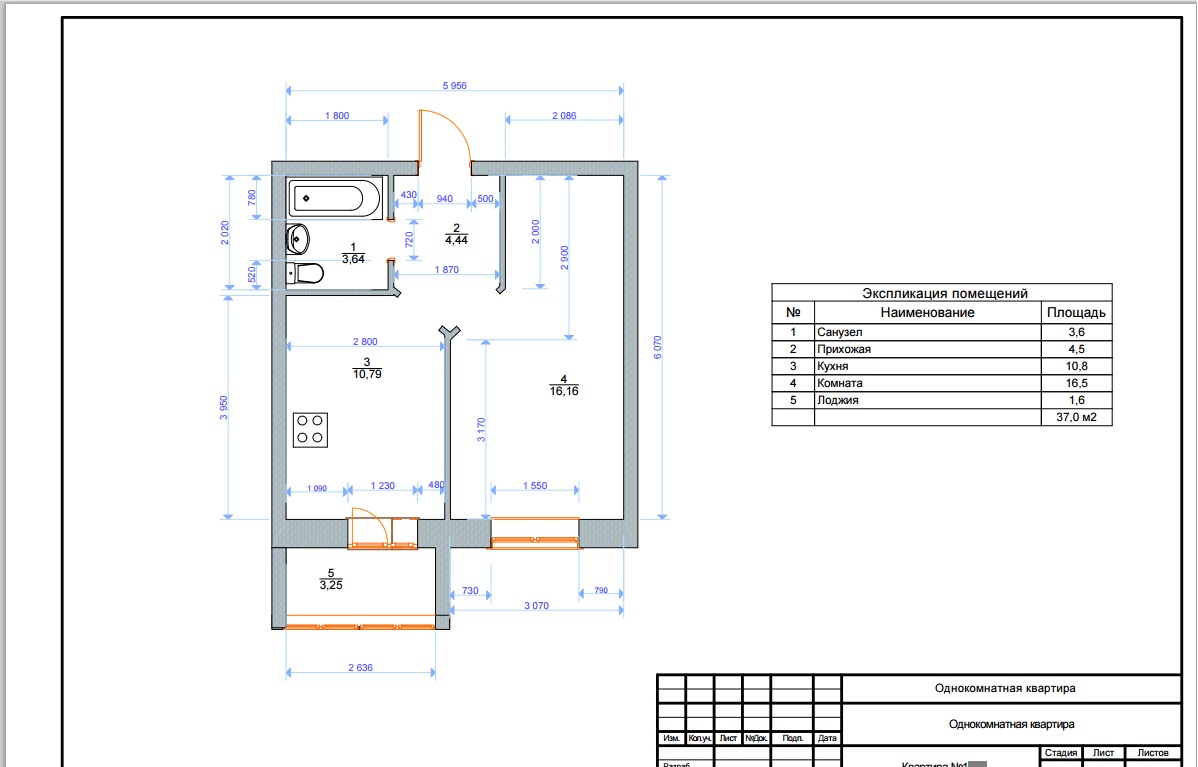 5 956
1 800
2 086
780
2 020
520
430
940
500
720
1 870
2
4,44
1
3,64
2 000
2 900
6 070
2 800
3
10,79
3 950
4
16,16
3 170
1 090
1 230
480
1 550
5
3,25
730
790
3 070
2 636
Экспликация помещений
№ Наименование Площадь
1 Санузел 3,6
2 Прихожая 4,5
3 Кухня 10,8
4 Комната 16,5
5 Лоджия 1,6
37,0 м2
Однокомнатная квартира
Однокомнатная квартира
Изм. Кол.уч. Лист №Док. Подп. Дата
Стадия Лист Листов
Разраб.
Квартира №1